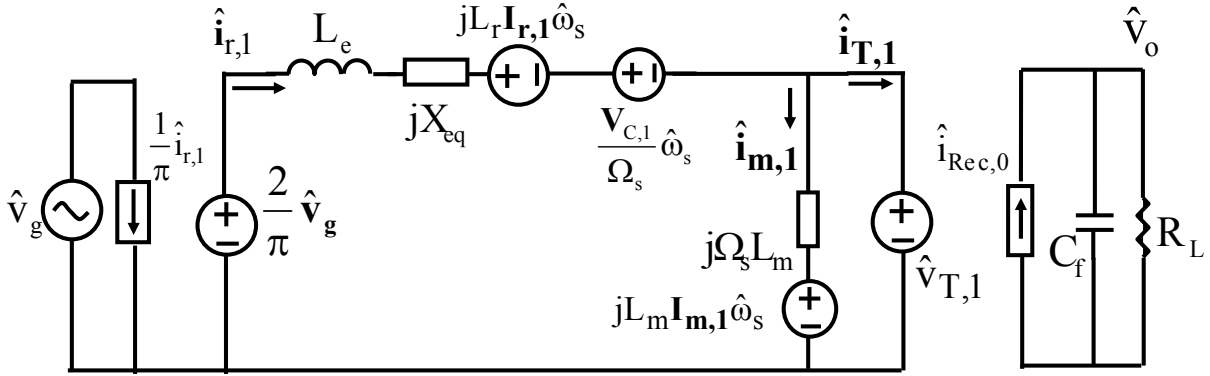 î_r,1
L_e
jL_r I_r,1 ω̂_s
î_T,1
v̂_o
+ −
+ −
jX_eq
V_C,1/Ω_s ω̂_s
î_m,1
1/π î_r,1
î_Rec,0
v̂_g
+ −
2/π v̂_g
jΩ_s L_m
+ −
v̂_T,1
C_f
R_L
jL_m I_m,1 ω̂_s
+ −